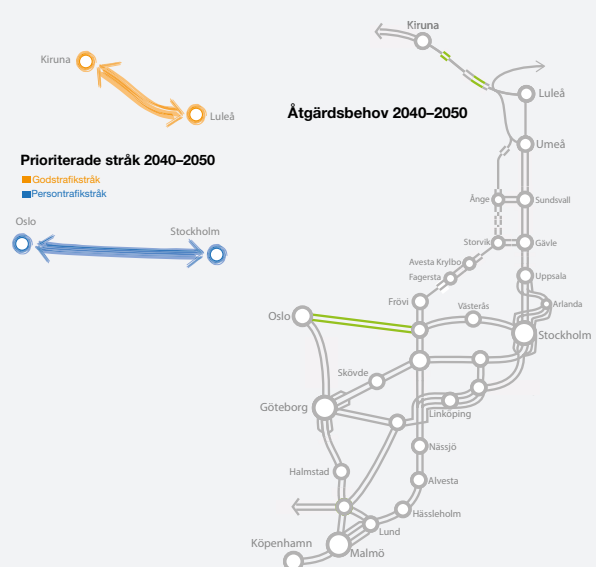 Kiruna
Luleå
Prioriterade stråk 2040–2050
Godstrafikstråk
Persontrafikstråk
Oslo
Stockholm
Åtgärdsbehov 2040–2050
Kiruna
Luleå
Umeå
Ånge
Sundsvall
Storvik
Gävle
Avesta Krylbo
Fagersta
Uppsala
Frövi
Västerås
Arlanda
Oslo
Stockholm
Skövde
Göteborg
Linköping
Nässjö
Halmstad
Alvesta
Hässleholm
Lund
Köpenhamn
Malmö